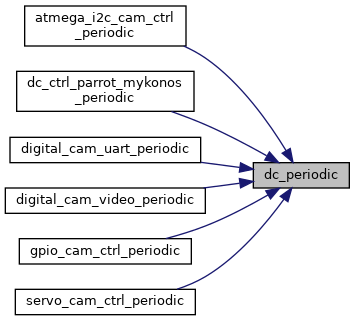 atmega_i2c_cam_ctrl
_periodic
dc_ctrl_parrot_mykonos
_periodic
digital_cam_uart_periodic
dc_periodic
digital_cam_video_periodic
gpio_cam_ctrl_periodic
servo_cam_ctrl_periodic